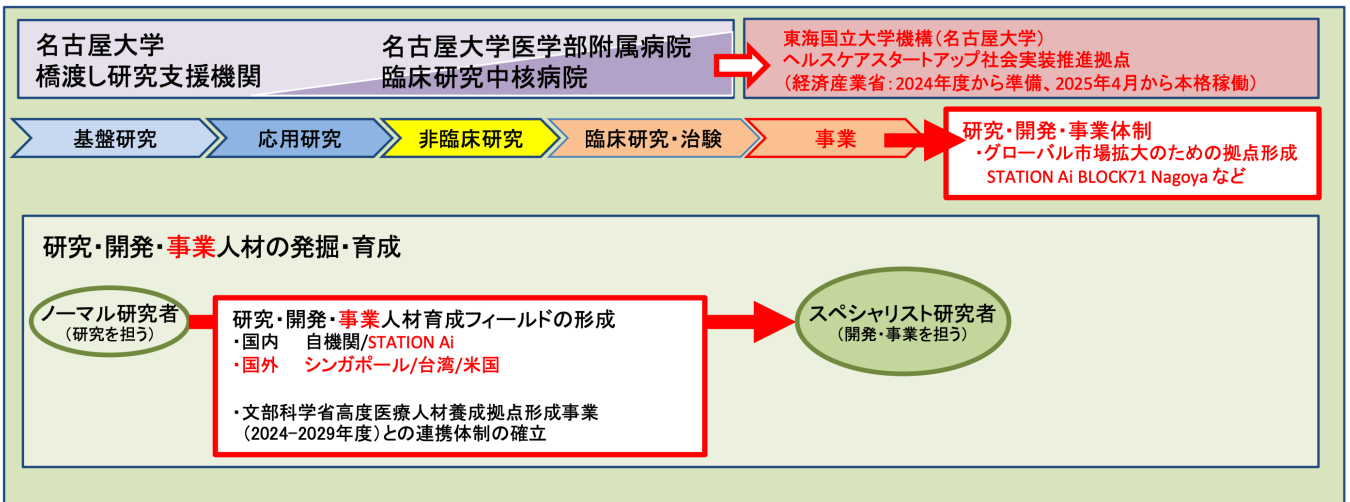 名古屋大学
橋渡し研究支援機関
名古屋大学医学部附属病院
臨床研究中核病院
東海国立大学機構(名古屋大学)
ヘルスケアスタートアップ社会実装推進拠点
(経済産業省:2024年度から準備、2025年4月から本格稼働)
基盤研究
応用研究
非臨床研究
臨床研究・治験
事業
研究・開発・事業体制
・グローバル市場拡大のための拠点形成
STATION Ai BLOCK71 Nagoya など
研究・開発・事業人材の発掘・育成
ノーマル研究者
(研究を担う)
研究・開発・事業人材育成フィールドの形成
・国内 自機関/STATION Ai
・国外 シンガポール/台湾/米国
・文部科学省高度医療人材養成拠点形成事業
(2024-2029年度)との連携体制の確立
スペシャリスト研究者
(開発・事業を担う)